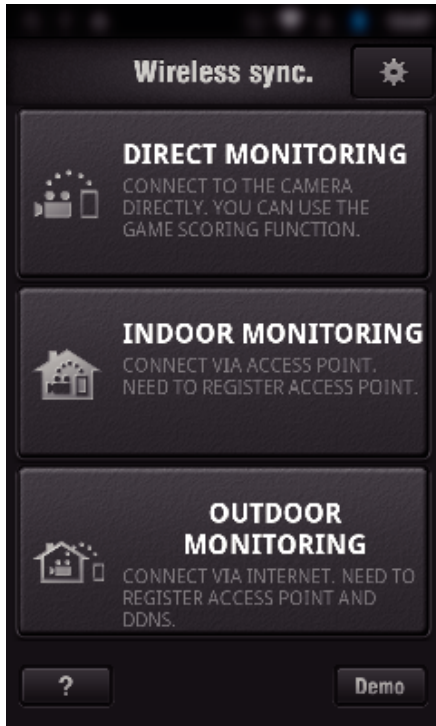 Wireless sync.
DIRECT MONITORING
CONNECT TO THE CAMERA
DIRECTLY. YOU CAN USE THE
GAME SCORING FUNCTION.
INDOOR MONITORING
CONNECT VIA ACCESS POINT.
NEED TO REGISTER ACCESS POINT.
OUTDOOR
MONITORING
CONNECT VIA INTERNET. NEED TO
REGISTER ACCESS POINT AND
DDNS.
?
Demo